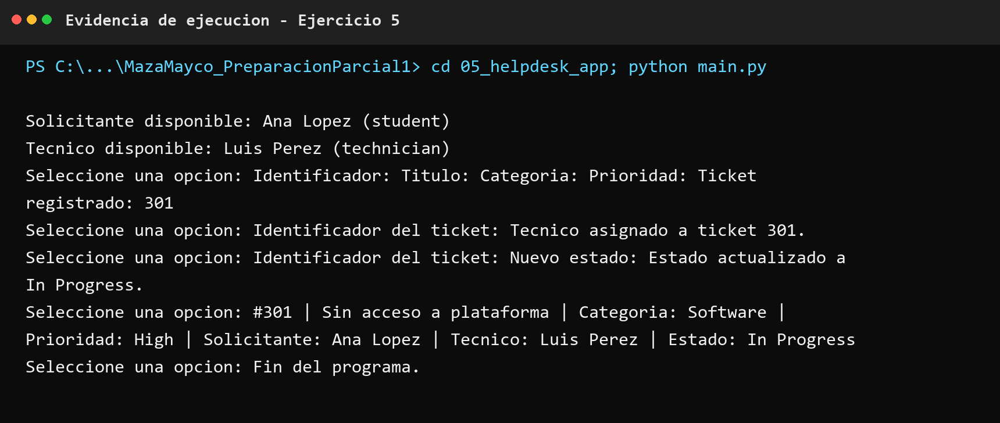 Evidencia de ejecucion - Ejercicio 5
PS C:\...\MazaMayco_PreparacionParcial1> cd 05_helpdesk_app; python main.py
Solicitante disponible: Ana Lopez (student)
Tecnico disponible: Luis Perez (technician)
Seleccione una opcion: Identificador: Titulo: Categoria: Prioridad: Ticket
registrado: 301
Seleccione una opcion: Identificador del ticket: Tecnico asignado a ticket 301.
Seleccione una opcion: Identificador del ticket: Nuevo estado: Estado actualizado a
In Progress.
Seleccione una opcion: #301 | Sin acceso a plataforma | Categoria: Software |
Prioridad: High | Solicitante: Ana Lopez | Tecnico: Luis Perez | Estado: In Progress
Seleccione una opcion: Fin del programa.